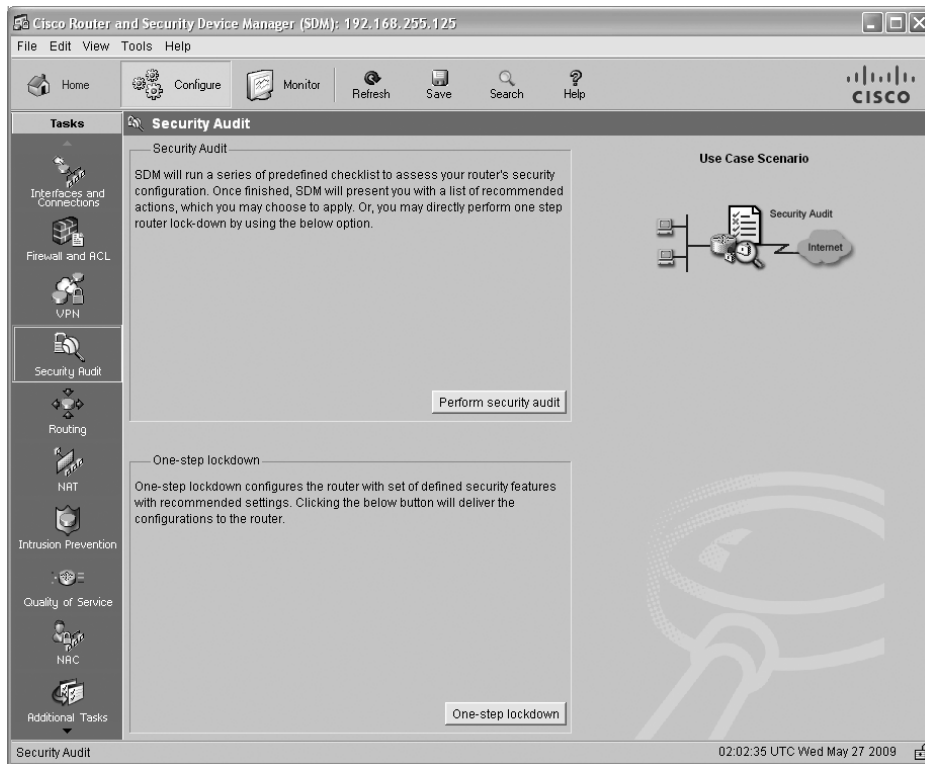 Cisco Router and Security Device Manager (SDM): 192.168.255.125
File Edit View Tools Help
Home Configure Monitor Refresh Save Search Help
CISCO
Tasks
Security Audit
Interfaces and
Connections
Firewall and ACL
VPN
Security Audit
Routing
NAT
Intrusion Prevention
Quality of Service
NAC
Additional Tasks
Security Audit
SDM will run a series of predefined checklist to assess your router's security
configuration. Once finished, SDM will present you with a list of recommended
actions, which you may choose to apply. Or, you may directly perform one step
router lock-down by using the below option.
Perform security audit
One-step lockdown
One-step lockdown configures the router with set of defined security features
with recommended settings. Clicking the below button will deliver the
configurations to the router.
One-step lockdown
Use Case Scenario
Security Audit
Internet
Security Audit
02:02:35 UTC Wed May 27 2009